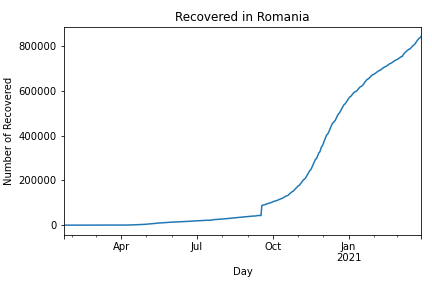 Recovered in Romania
800000
600000
400000
200000
0
Number of Recovered
Apr
Jul
Oct
Jan
2021
Day